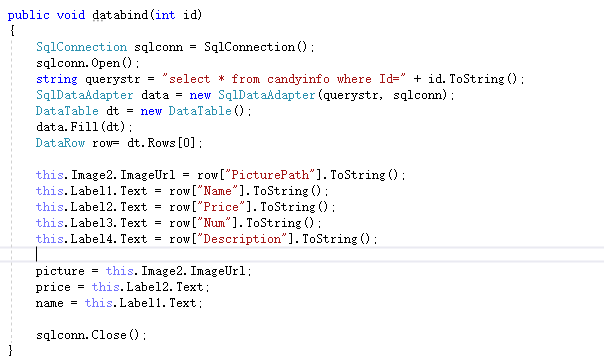 public void databind(int id)
{
SqlConnection sqlconn = SqlConnection();
sqlconn.Open();
string querystr = "select * from candyinfo where Id=" + id.ToString();
SqlDataAdapter data = new SqlDataAdapter(querystr, sqlconn);
DataTable dt = new DataTable();
data.Fill(dt);
DataRow row= dt.Rows[0];
this.Image2.ImageUrl = row["PicturePath"].ToString();
this.Label1.Text = row["Name"].ToString();
this.Label2.Text = row["Price"].ToString();
this.Label3.Text = row["Num"].ToString();
this.Label4.Text = row["Description"].ToString();
picture = this.Image2.ImageUrl;
price = this.Label2.Text;
name = this.Label1.Text;
sqlconn.Close();
}